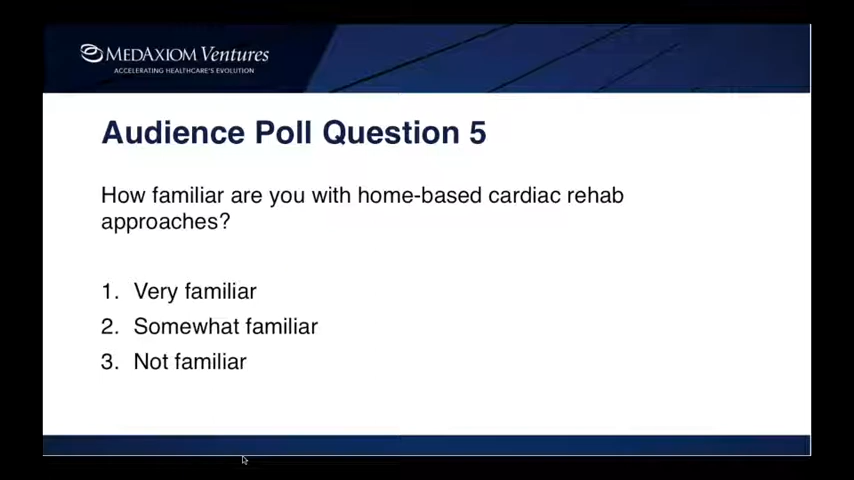 MEDAXIOM Ventures
ACCELERATING HEALTHCARE'S EVOLUTION
Audience Poll Question 5
How familiar are you with home-based cardiac rehab
approaches?
1. Very familiar
2. Somewhat familiar
3. Not familiar